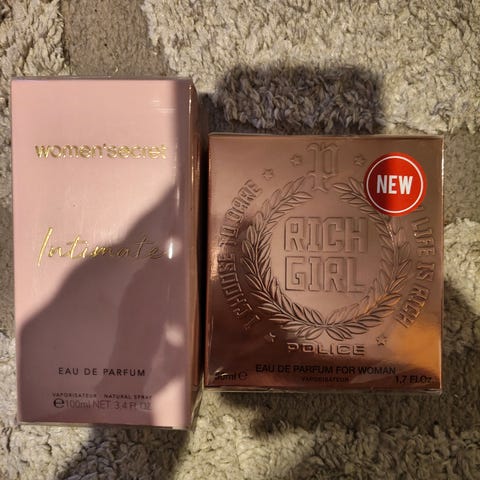 women'secret
Intimate
EAU DE PARFUM
VAPORISATEUR · NATURAL SPRAY
℮100ml NET 3.4 FL OZ
P
NEW
I CHOOSE TO DARE
LIFE IS RICH
RICH
GIRL
POLICE
EAU DE PARFUM FOR WOMAN
VAPORISATEUR
50ml℮
1.7 Fl Oz